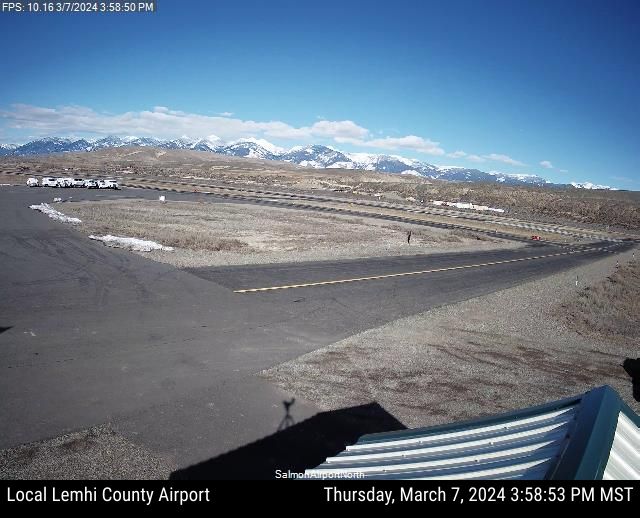 FPS: 10.16 3/7/2024 3:58:50 PM
SalmonAirportNorth
Local Lemhi County Airport Thursday, March 7, 2024 3:58:53 PM MST